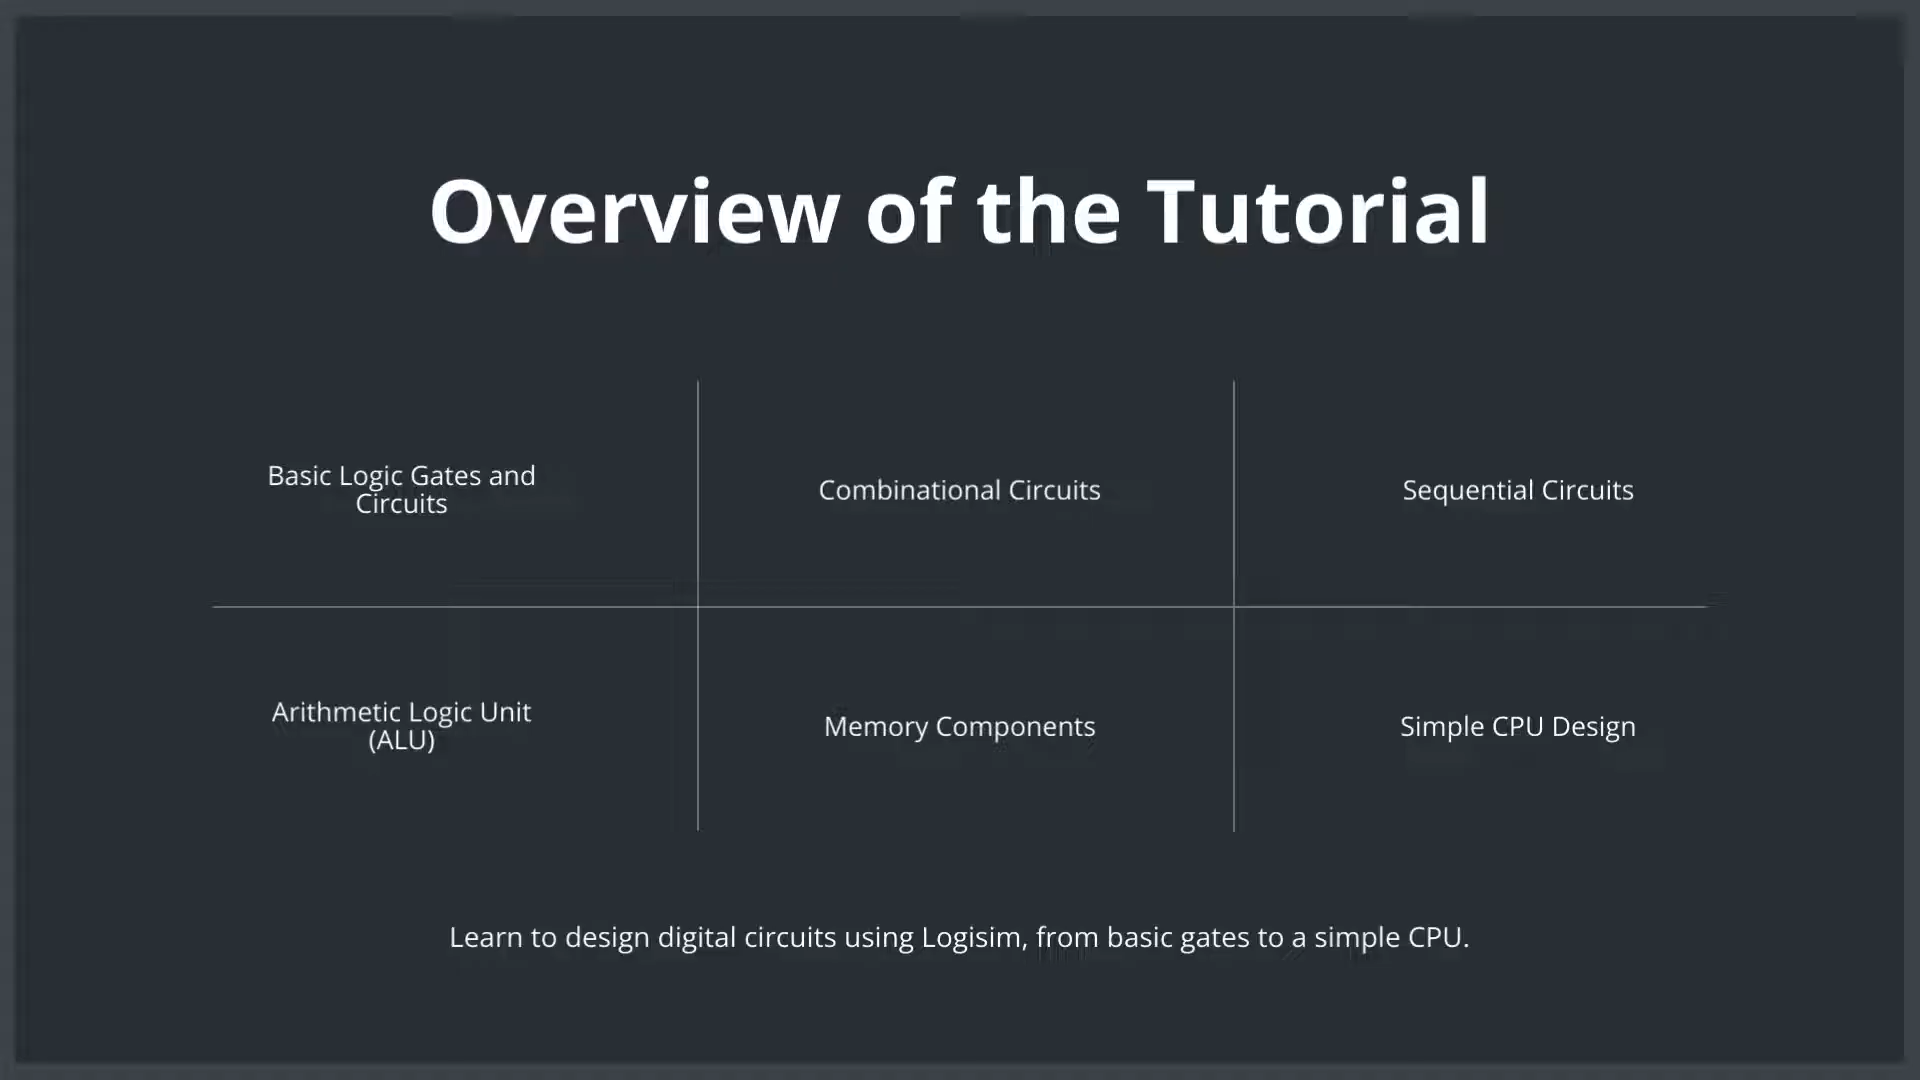 Overview of the Tutorial
Basic Logic Gates and
Circuits
Combinational Circuits
Sequential Circuits
Arithmetic Logic Unit
(ALU)
Memory Components
Simple CPU Design
Learn to design digital circuits using Logisim, from basic gates to a simple CPU.